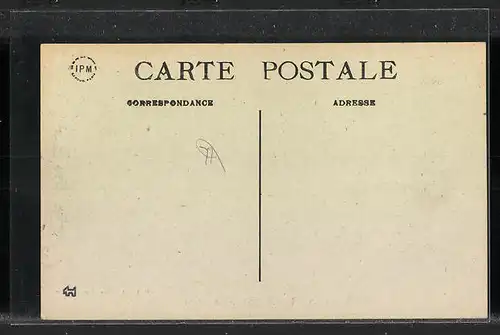 IPM
CARTE POSTALE
CORRESPONDANCE
ADRESSE